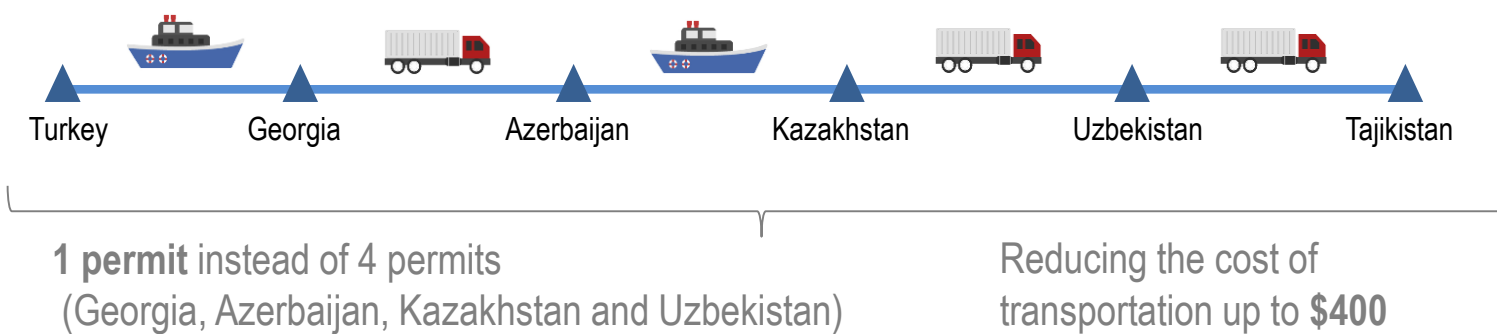 Turkey Georgia Azerbaijan Kazakhstan Uzbekistan Tajikistan
1 permit instead of 4 permits
(Georgia, Azerbaijan, Kazakhstan and Uzbekistan)
Reducing the cost of
transportation up to $400